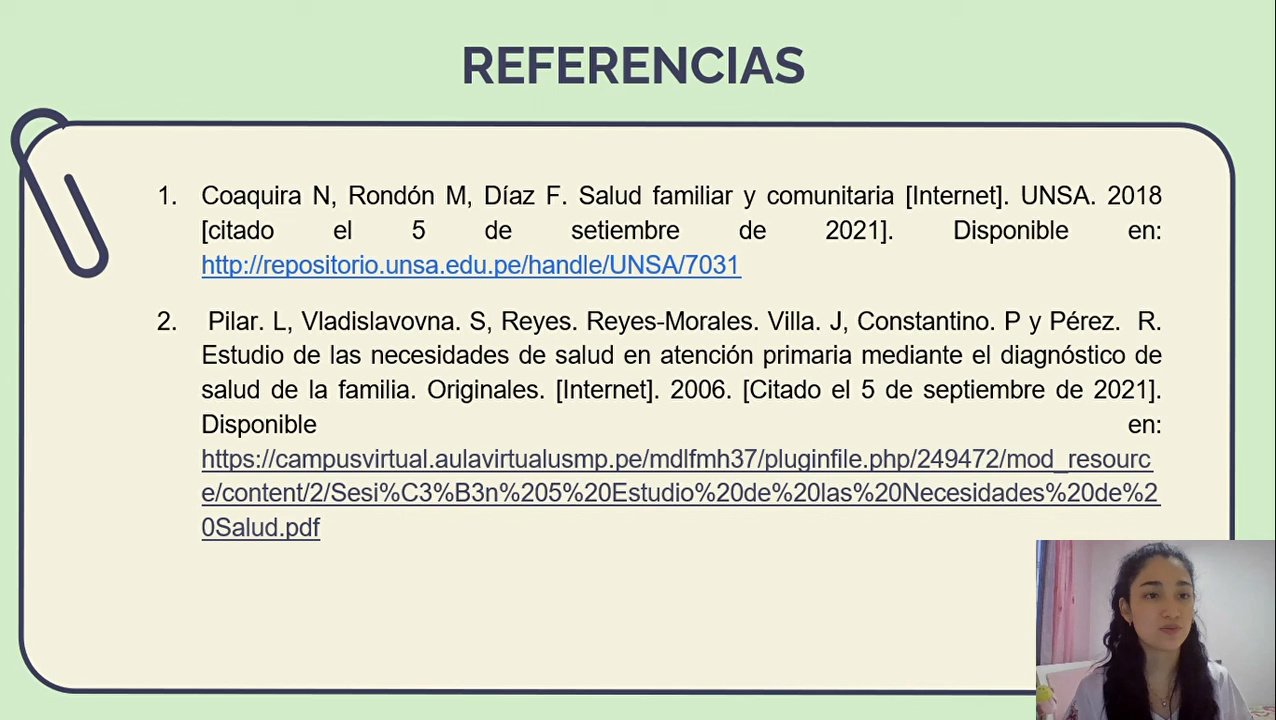 REFERENCIAS
1. Coaquira N, Rondón M, Díaz F. Salud familiar y comunitaria [Internet]. UNSA. 2018
[citado el 5 de setiembre de 2021]. Disponible en:
http://repositorio.unsa.edu.pe/handle/UNSA/7031
2. Pilar. L, Vladislavovna. S, Reyes. Reyes-Morales. Villa. J, Constantino. P y Pérez. R.
Estudio de las necesidades de salud en atención primaria mediante el diagnóstico de
salud de la familia. Originales. [Internet]. 2006. [Citado el 5 de septiembre de 2021].
Disponible en:
https://campusvirtual.aulavirtualusmp.pe/mdlfmh37/pluginfile.php/249472/mod_resourc
e/content/2/Sesi%C3%B3n%205%20Estudio%20de%20las%20Necesidades%20de%2
0Salud.pdf